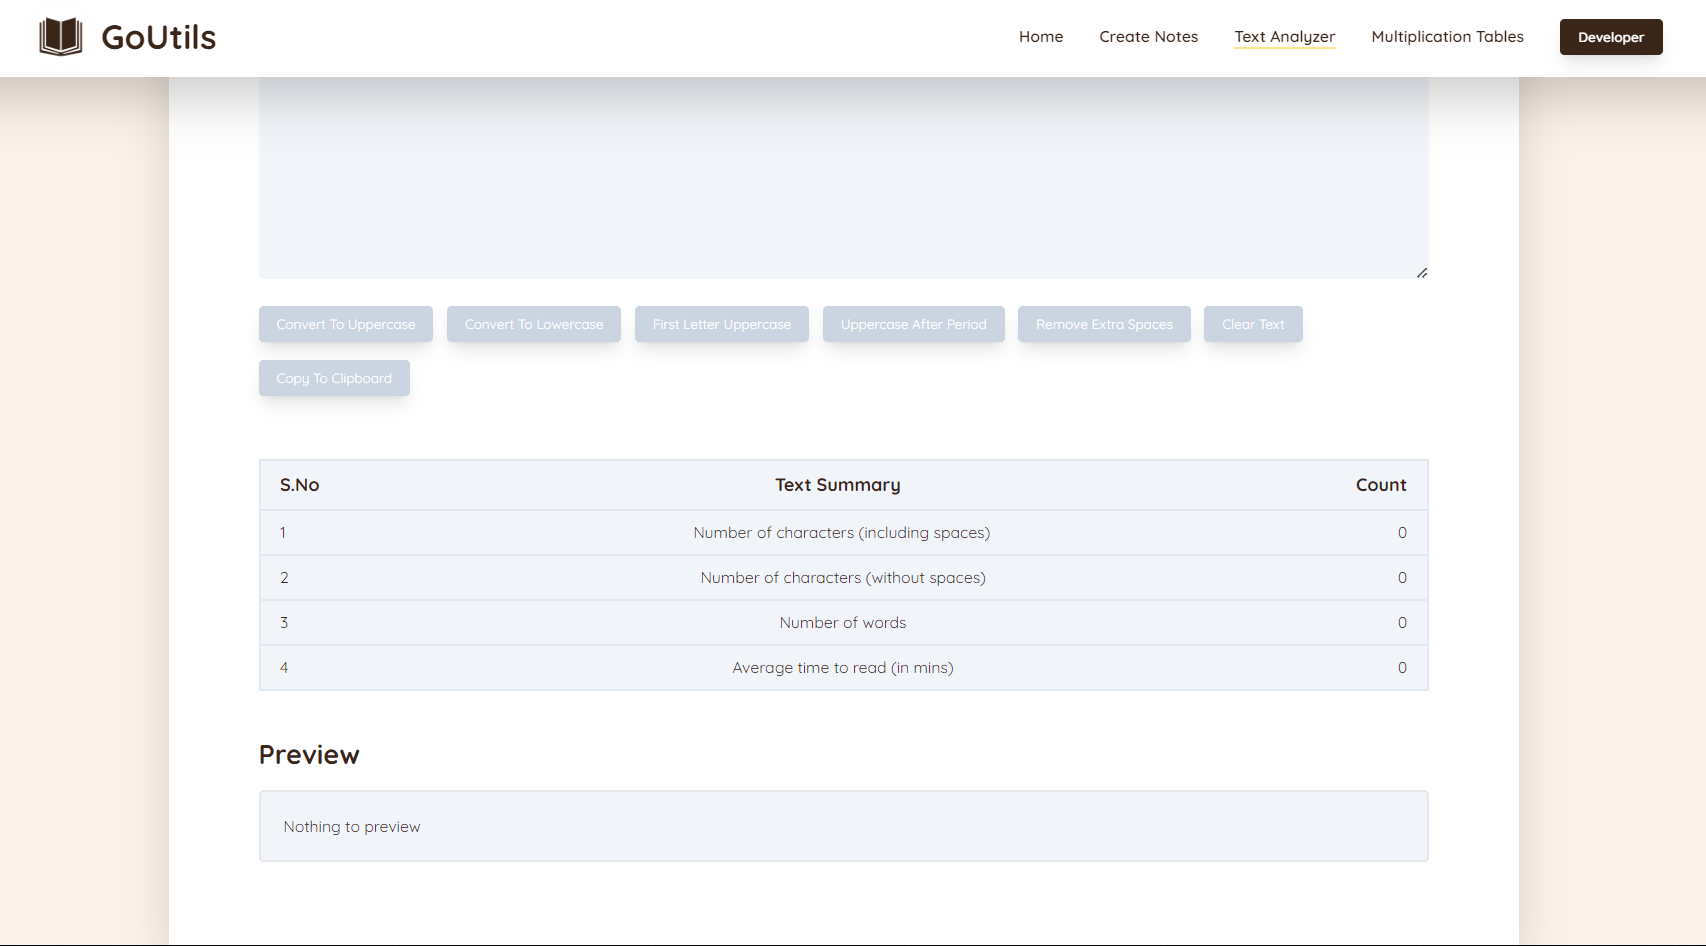 GoUtils
Home Create Notes Text Analyzer Multiplication Tables Developer
Convert To Uppercase Convert To Lowercase First Letter Uppercase Uppercase After Period Remove Extra Spaces Clear Text
Copy To Clipboard
S.No Text Summary Count
1 Number of characters (including spaces) 0
2 Number of characters (without spaces) 0
3 Number of words 0
4 Average time to read (in mins) 0
Preview
Nothing to preview